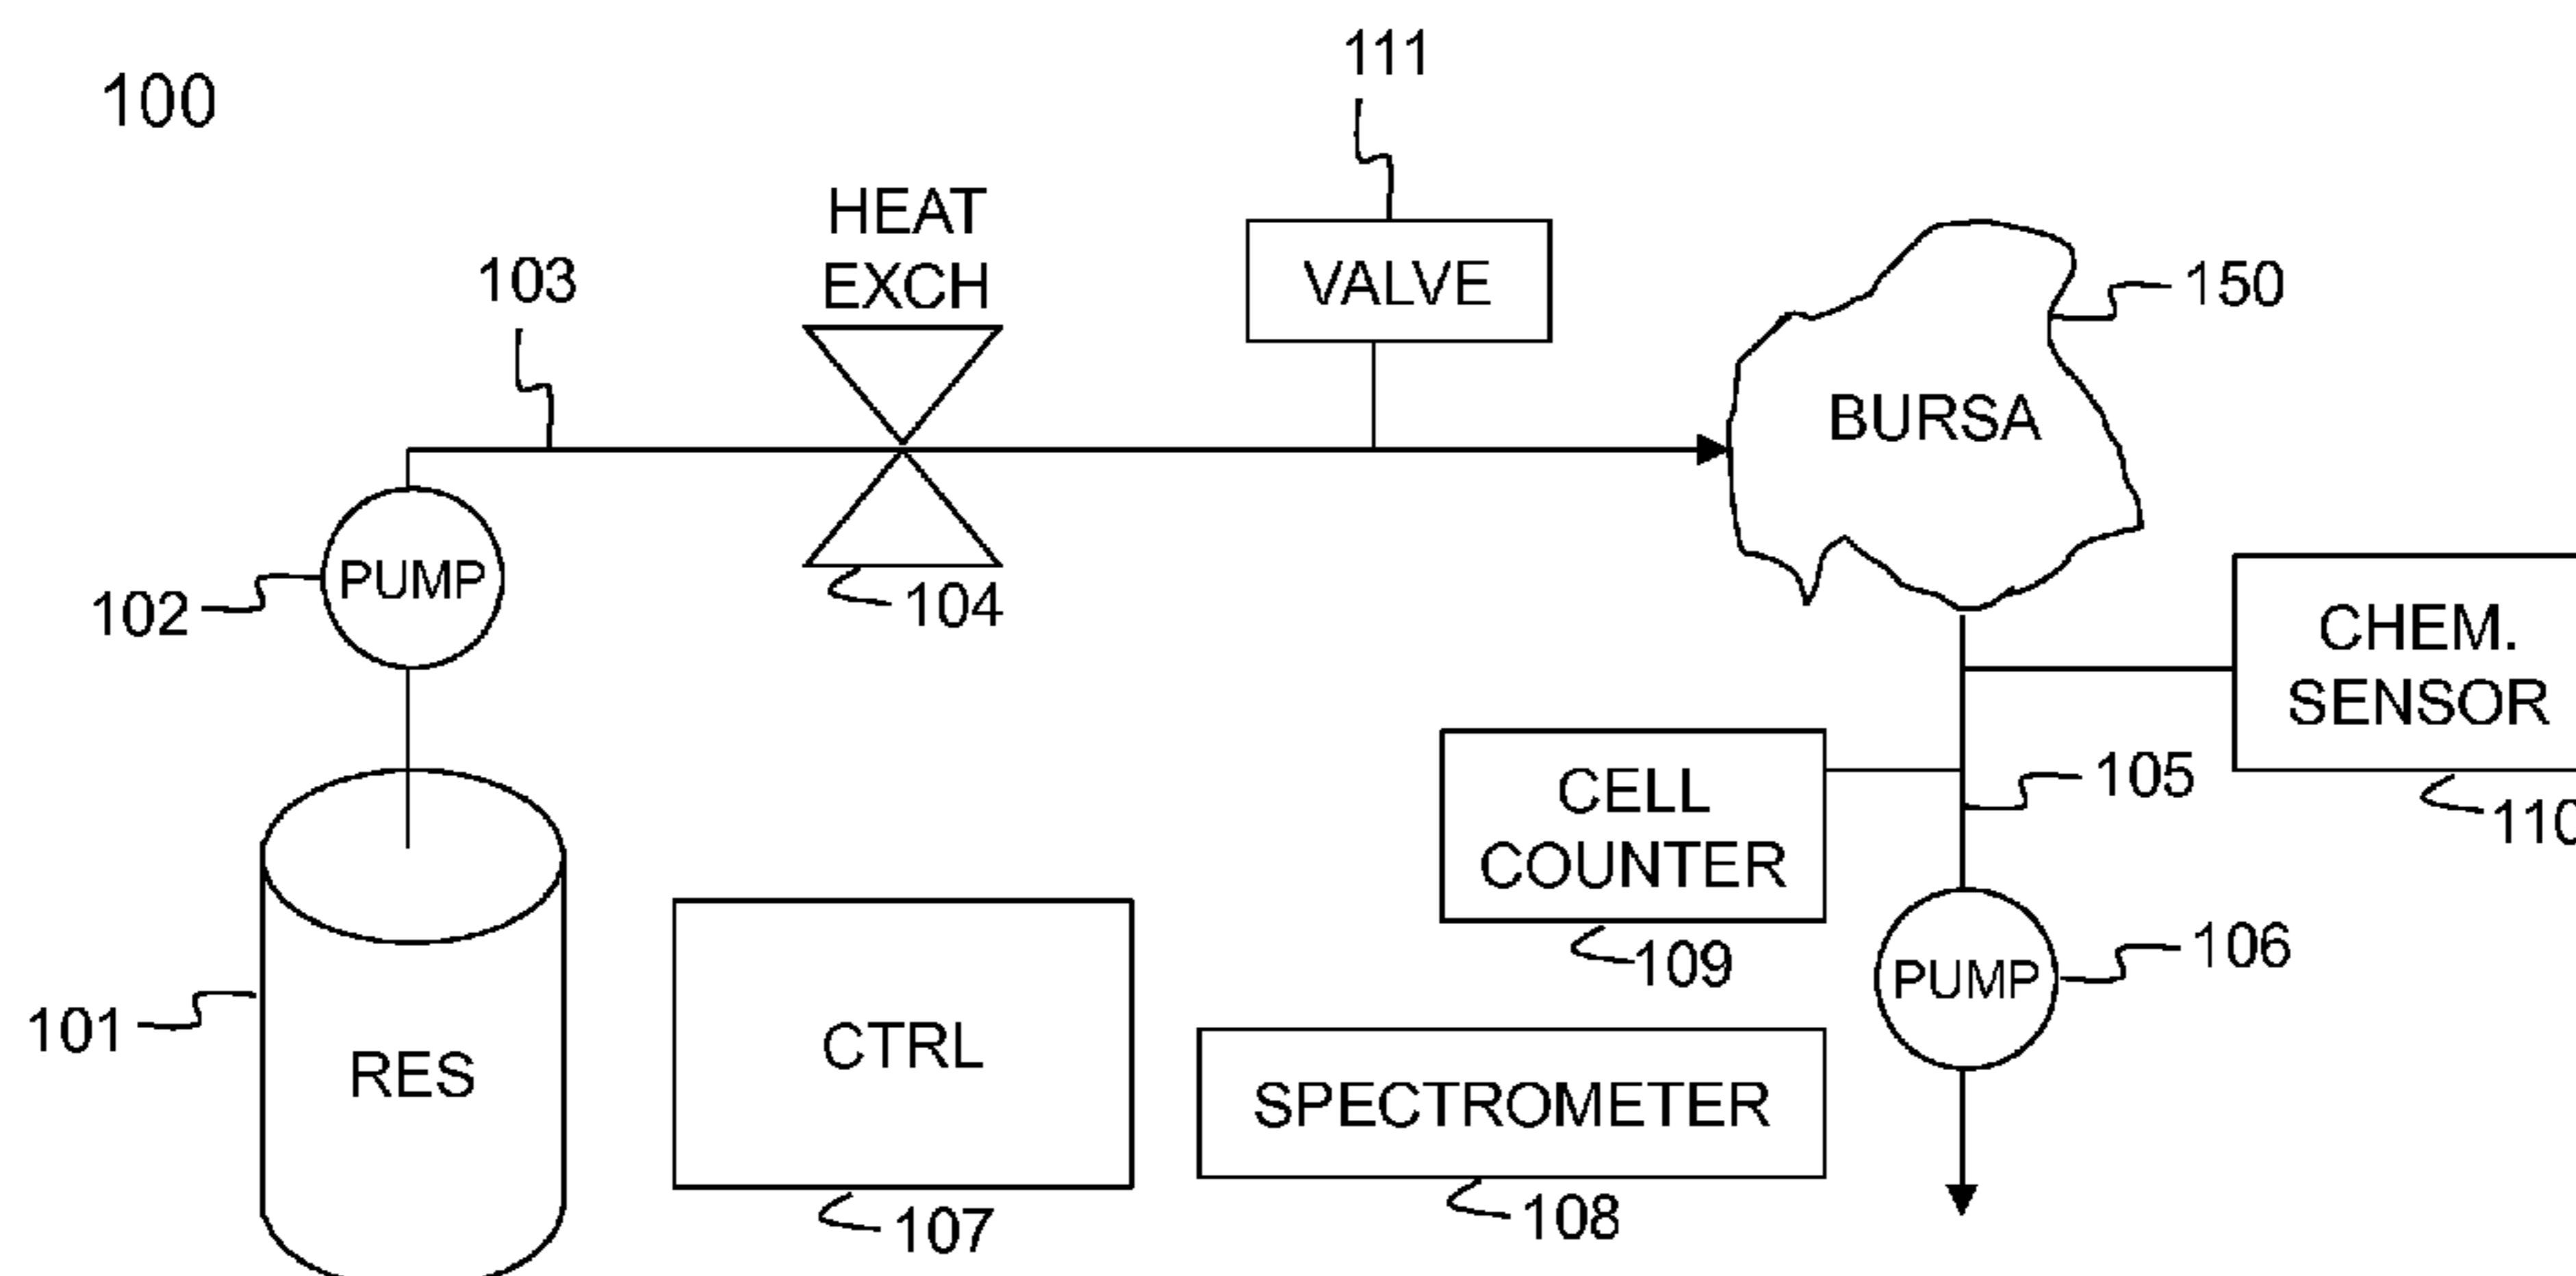 100
111
HEAT
EXCH
103
VALVE
150
BURSA
PUMP
102
104
CHEM.
SENSOR
110
CELL
COUNTER
105
109
PUMP
106
101
RES
CTRL
107
SPECTROMETER
108